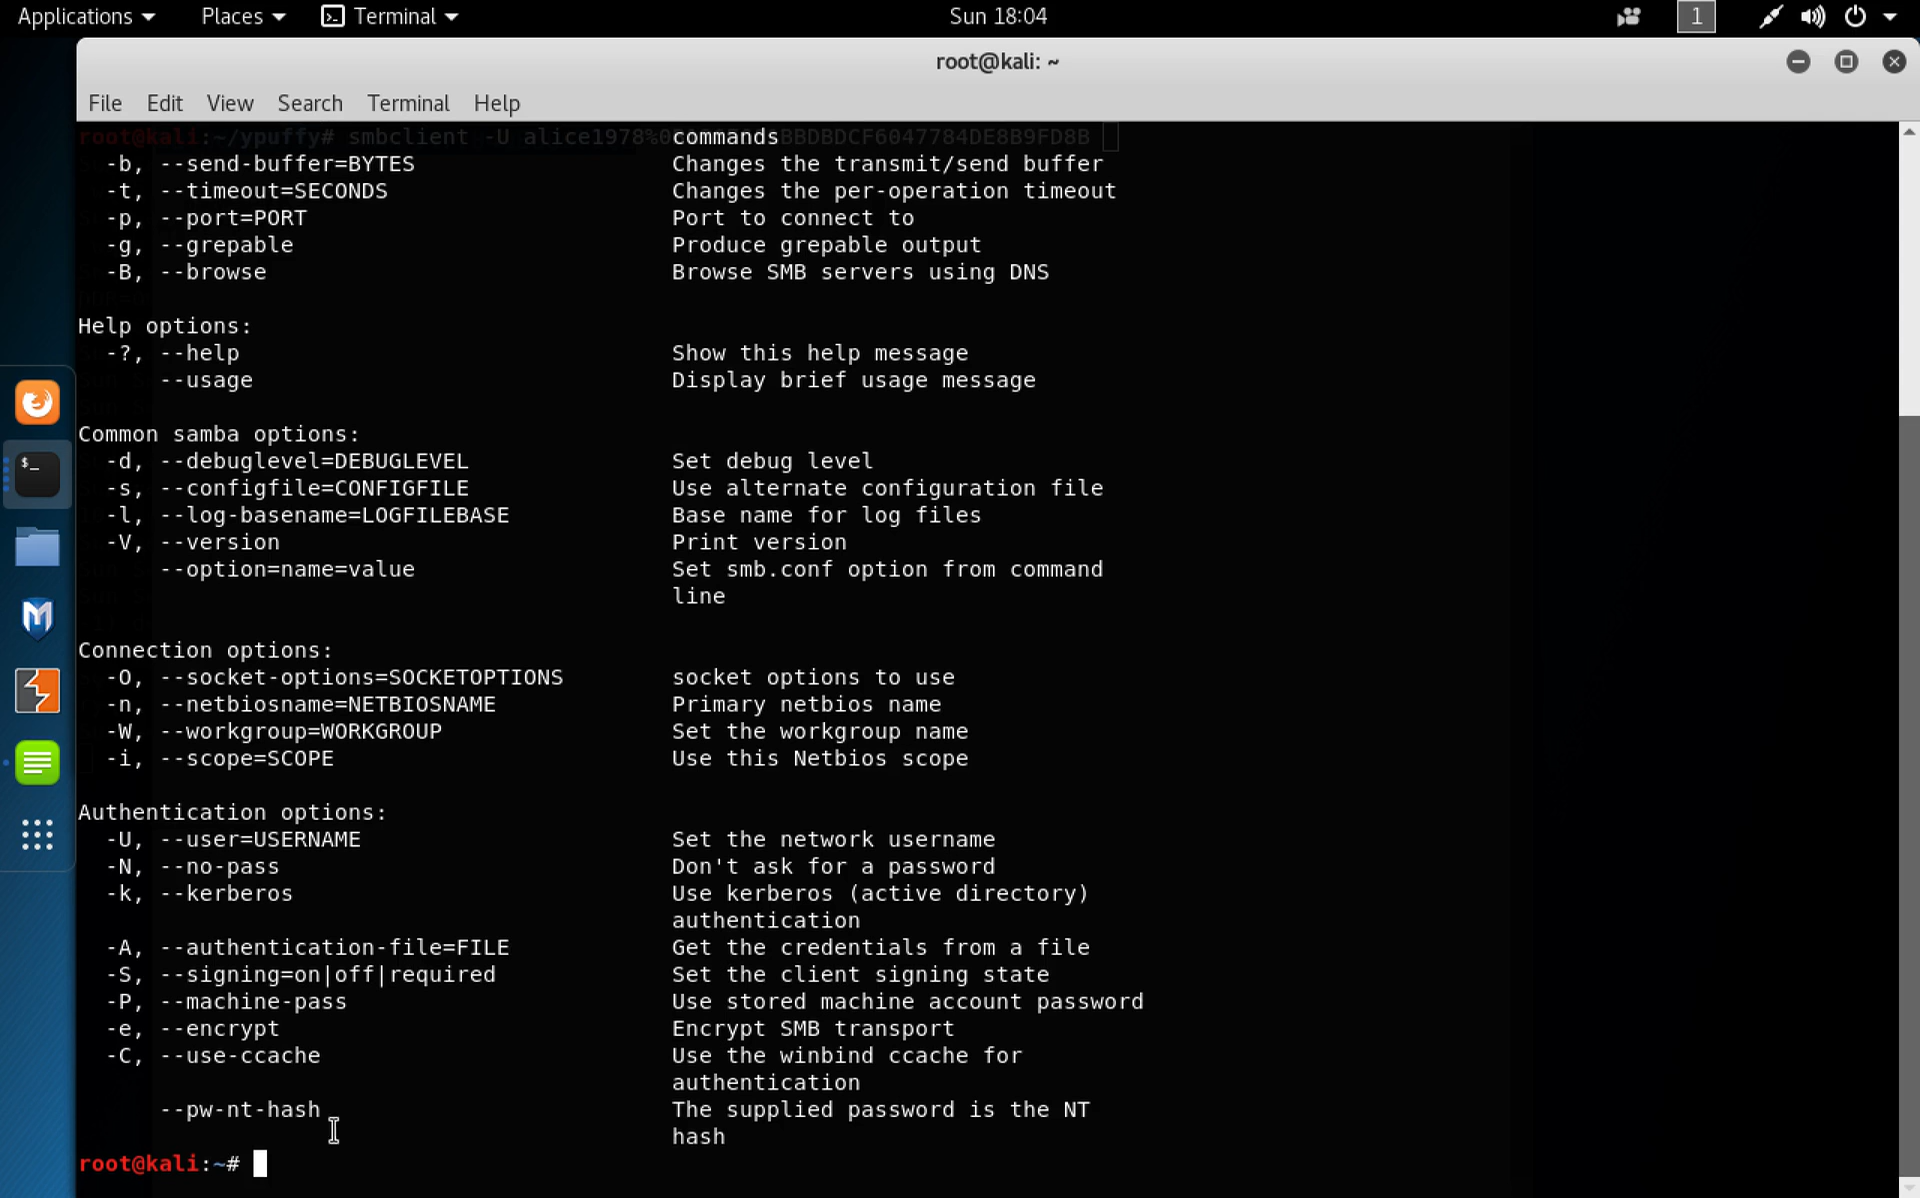 Applications Places Terminal Sun 18:04 1
root@kali: ~
File Edit View Search Terminal Help
root@kali:~/ypuffy# smbclient -U alice1978%0 BBDBDCF6047784DE8B9FD8B
commands
-b, --send-buffer=BYTES Changes the transmit/send buffer
-t, --timeout=SECONDS Changes the per-operation timeout
-p, --port=PORT Port to connect to
-g, --grepable Produce grepable output
-B, --browse Browse SMB servers using DNS
Help options:
-?, --help Show this help message
--usage Display brief usage message
Common samba options:
-d, --debuglevel=DEBUGLEVEL Set debug level
-s, --configfile=CONFIGFILE Use alternate configuration file
-l, --log-basename=LOGFILEBASE Base name for log files
-V, --version Print version
--option=name=value Set smb.conf option from command
line
Connection options:
-O, --socket-options=SOCKETOPTIONS socket options to use
-n, --netbiosname=NETBIOSNAME Primary netbios name
-W, --workgroup=WORKGROUP Set the workgroup name
-i, --scope=SCOPE Use this Netbios scope
Authentication options:
-U, --user=USERNAME Set the network username
-N, --no-pass Don't ask for a password
-k, --kerberos Use kerberos (active directory)
authentication
-A, --authentication-file=FILE Get the credentials from a file
-S, --signing=on|off|required Set the client signing state
-P, --machine-pass Use stored machine account password
-e, --encrypt Encrypt SMB transport
-C, --use-ccache Use the winbind ccache for
authentication
--pw-nt-hash The supplied password is the NT
hash
root@kali:~#